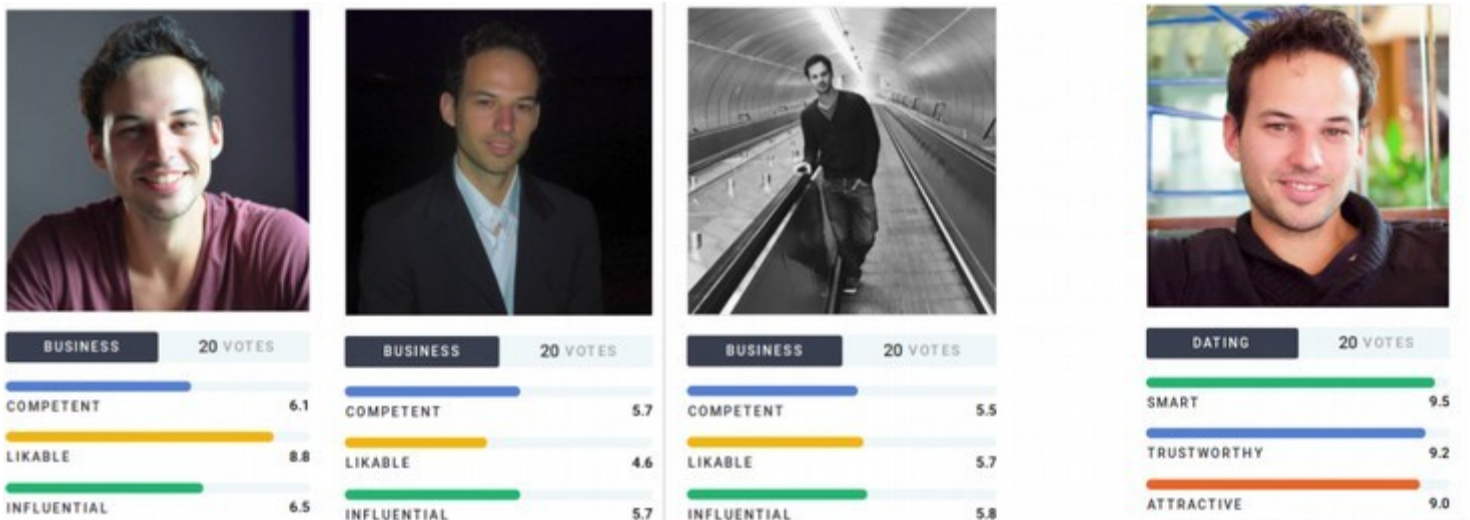 BUSINESS 20 VOTES
COMPETENT 6.1
LIKABLE 8.8
INFLUENTIAL 6.5
BUSINESS 20 VOTES
COMPETENT 5.7
LIKABLE 4.6
INFLUENTIAL 5.7
BUSINESS 20 VOTES
COMPETENT 5.5
LIKABLE 5.7
INFLUENTIAL 5.8
DATING 20 VOTES
SMART 9.5
TRUSTWORTHY 9.2
ATTRACTIVE 9.0